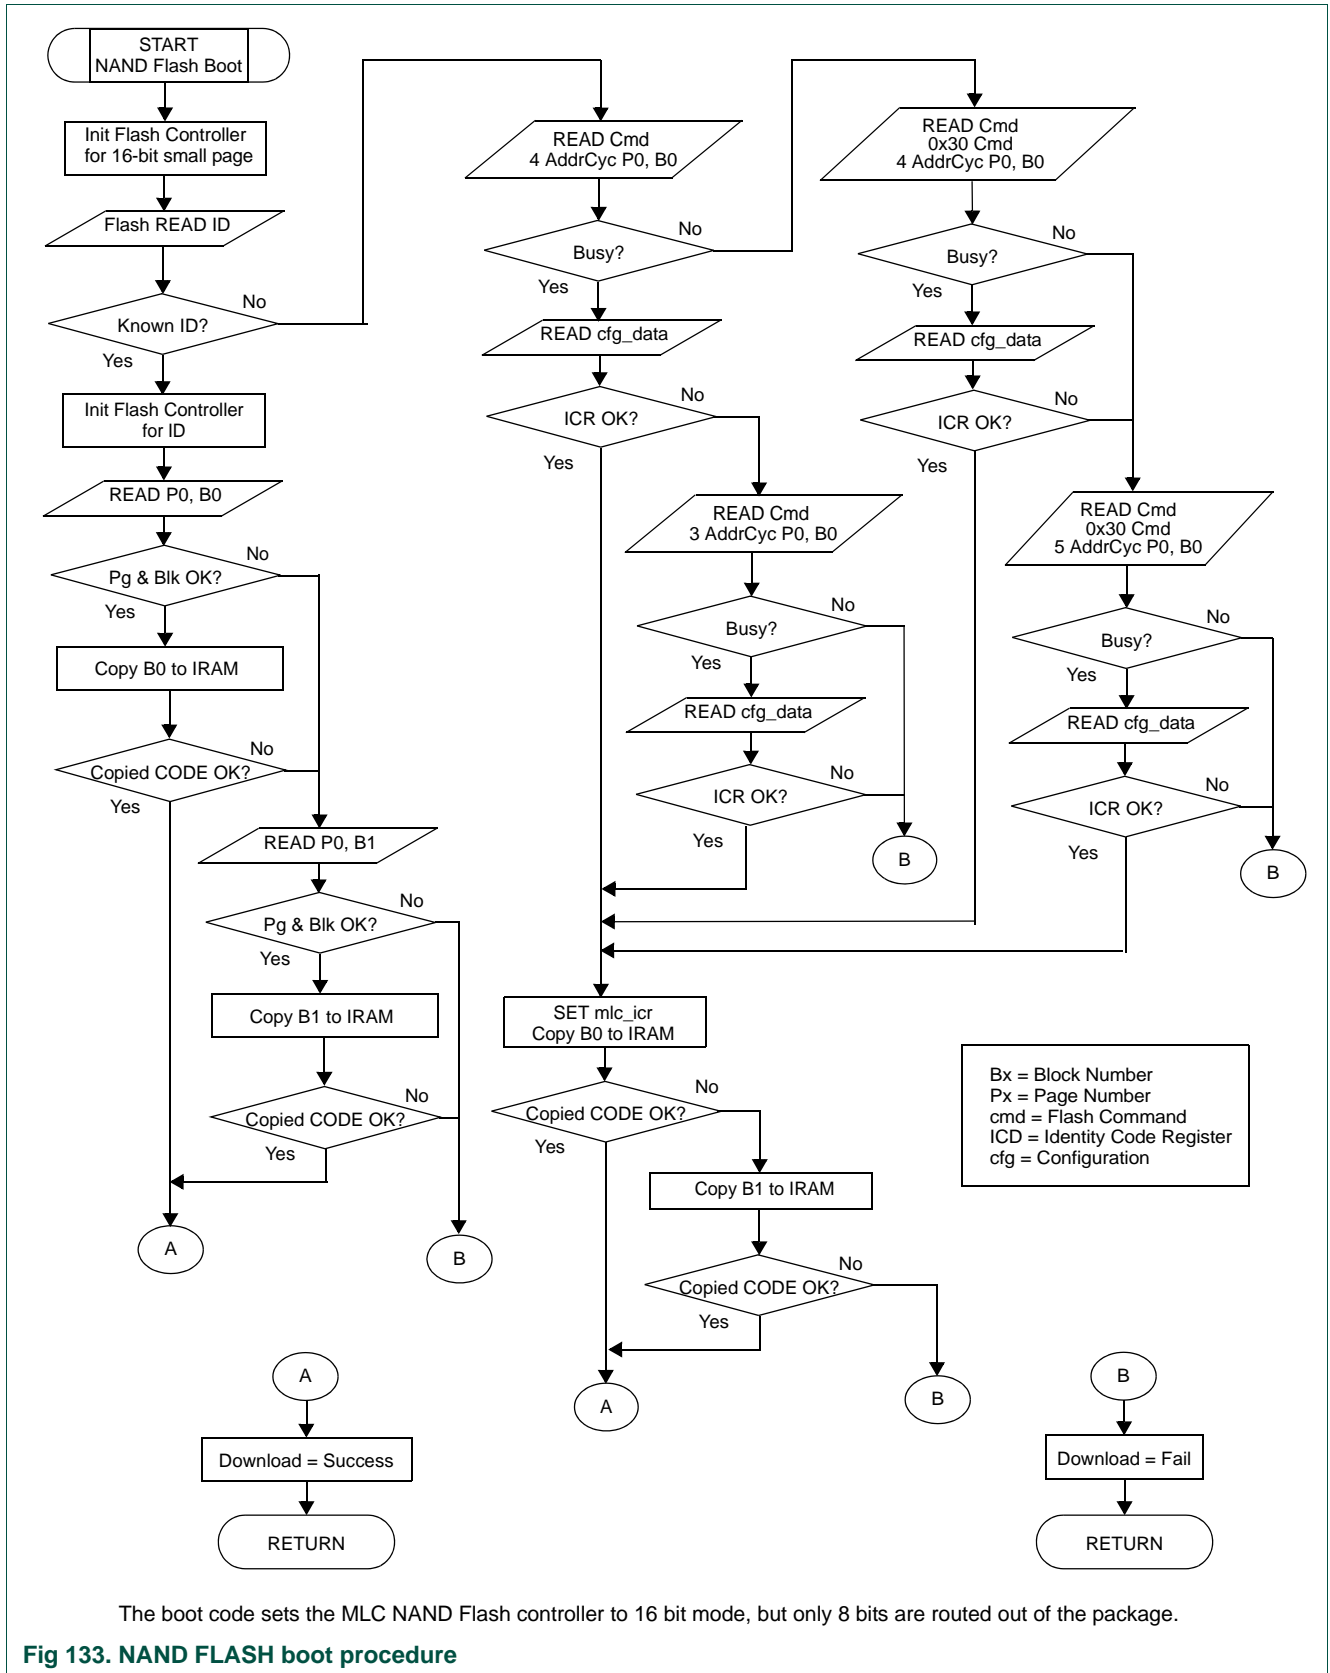 START
NAND Flash Boot
Init Flash Controller
for 16-bit small page
Flash READ ID
Known ID?
No
Yes
Init Flash Controller
for ID
READ P0, B0
Pg & Blk OK?
No
Yes
Copy B0 to IRAM
Copied CODE OK?
No
Yes
READ P0, B1
Pg & Blk OK?
No
Yes
Copy B1 to IRAM
Copied CODE OK?
No
Yes
A
B
READ Cmd
4 AddrCyc P0, B0
Busy?
No
Yes
READ cfg_data
ICR OK?
No
Yes
READ Cmd
3 AddrCyc P0, B0
Busy?
No
Yes
READ cfg_data
ICR OK?
No
Yes
B
READ Cmd
0x30 Cmd
4 AddrCyc P0, B0
Busy?
No
Yes
READ cfg_data
ICR OK?
No
Yes
READ Cmd
0x30 Cmd
5 AddrCyc P0, B0
Busy?
No
Yes
READ cfg_data
ICR OK?
No
Yes
B
SET mlc_icr
Copy B0 to IRAM
Copied CODE OK?
No
Yes
Copy B1 to IRAM
Copied CODE OK?
No
Yes
A
B
Bx = Block Number
Px = Page Number
cmd = Flash Command
ICD = Identity Code Register
cfg = Configuration
A
Download = Success
RETURN
B
Download = Fail
RETURN
The boot code sets the MLC NAND Flash controller to 16 bit mode, but only 8 bits are routed out of the package.
Fig 133. NAND FLASH boot procedure